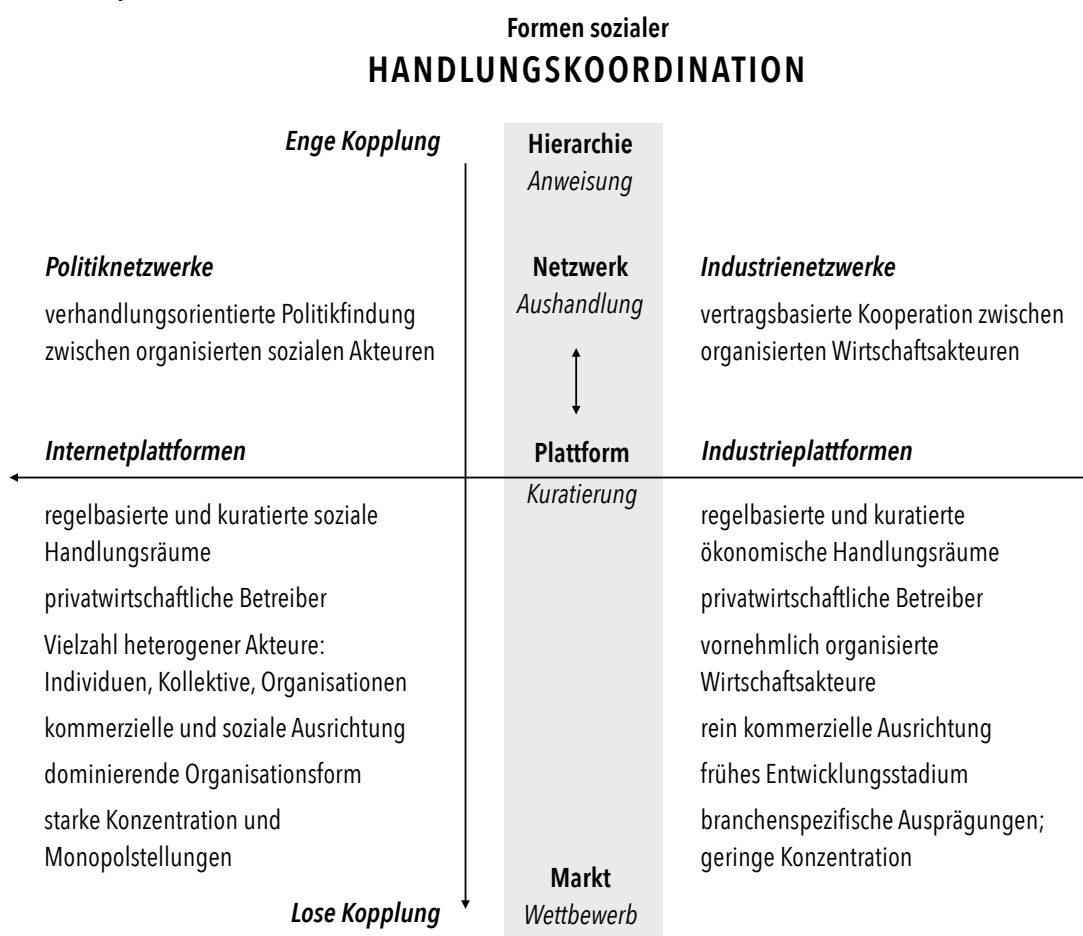 Formen sozialer
HANDLUNGSKOORDINATION
Enge Kopplung
Hierarchie
Anweisung
Politiknetzwerke
verhandlungsorientierte Politikfindung
zwischen organisierten sozialen Akteuren
Netzwerk
Aushandlung
Industrienetzwerke
vertragsbasierte Kooperation zwischen
organisierten Wirtschaftsakteuren
Internetplattformen
Plattform
Kuratierung
Industrieplattformen
regelbasierte und kuratierte soziale
Handlungsräume
privatwirtschaftliche Betreiber
Vielzahl heterogener Akteure:
Individuen, Kollektive, Organisationen
kommerzielle und soziale Ausrichtung
dominierende Organisationsform
starke Konzentration und
Monopolstellungen
regelbasierte und kuratierte
ökonomische Handlungsräume
privatwirtschaftliche Betreiber
vornehmlich organisierte
Wirtschaftsakteure
rein kommerzielle Ausrichtung
frühes Entwicklungsstadium
branchenspezifische Ausprägungen;
geringe Konzentration
Lose Kopplung
Markt
Wettbewerb